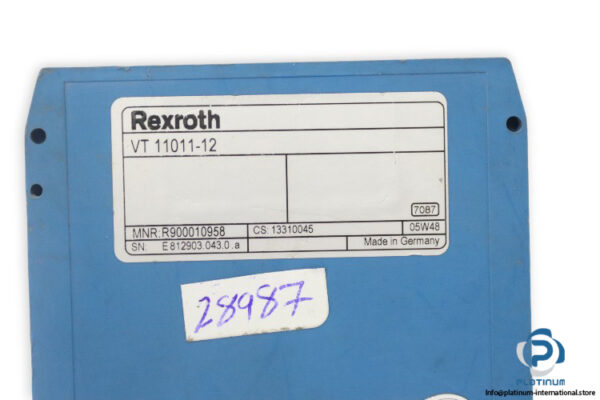 Rexroth
VT 11011-12
7087
MNR.R900010958 CS: 13310045 05W48
SN: E 812903.043.0.a Made in Germany
28987
PLATINUM
info@platinum-international.store